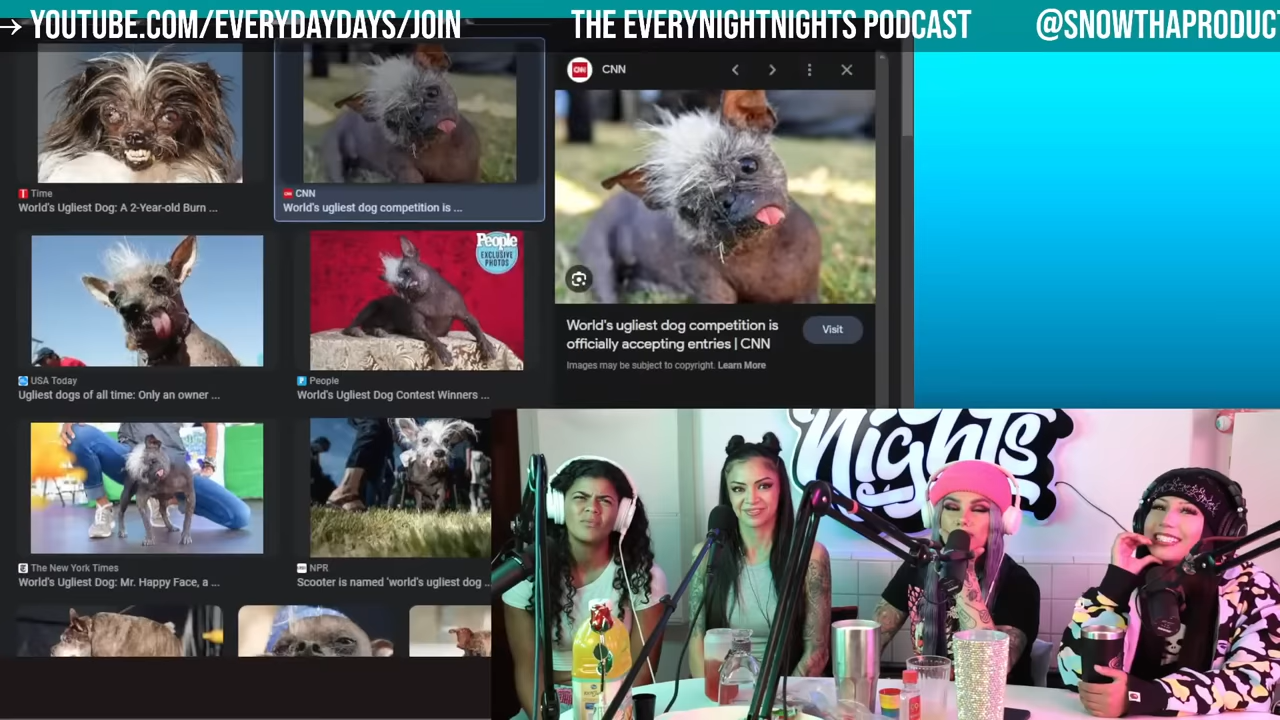 → YOUTUBE.COM/EVERYDAYDAYS/JOIN THE EVERYNIGHTNIGHTS PODCAST @SNOWTHAPRODUC
CNN
Time
World's Ugliest Dog: A 2-Year-old Burn ...
CNN
World's ugliest dog competition is ...
People
EXCLUSIVE
PHOTOS
World's ugliest dog competition is
officially accepting entries | CNN
Visit
Images may be subject to copyright. Learn More
USA Today
Ugliest dogs of all time: Only an owner ...
People
World's Ugliest Dog Contest Winners ...
Nights
The New York Times
World's Ugliest Dog: Mr. Happy Face, a ...
NPR
Scooter is named 'world's ugliest dog ..